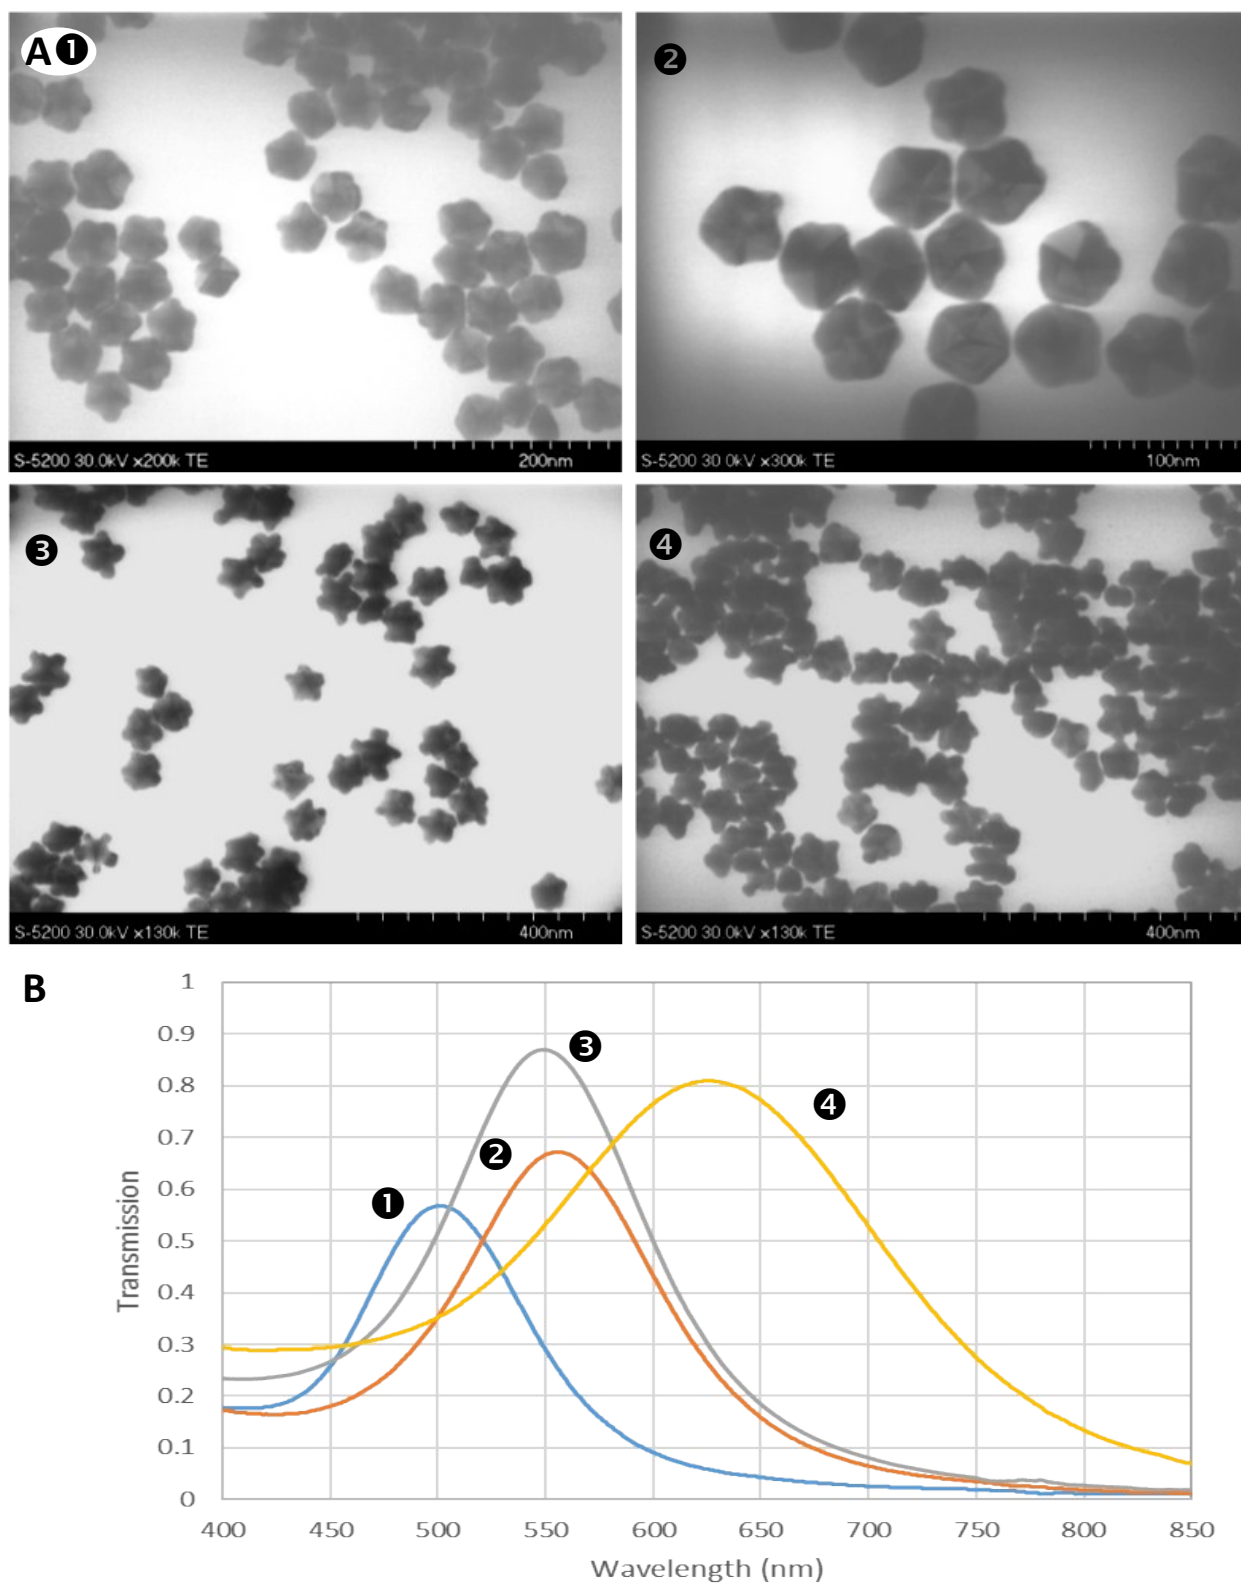 A ❶
❷
S-5200 30.0kV x200k TE 200nm
S-5200 30.0kV x300k TE 100nm
❸
❹
S-5200 30.0kV x130k TE 400nm
S-5200 30.0kV x130k TE 400nm
B
1
0.9
0.8
0.7
0.6
0.5
0.4
0.3
0.2
0.1
0
Transmission
❶
❷
❸
❹
400 450 500 550 600 650 700 750 800 850
Wavelength (nm)